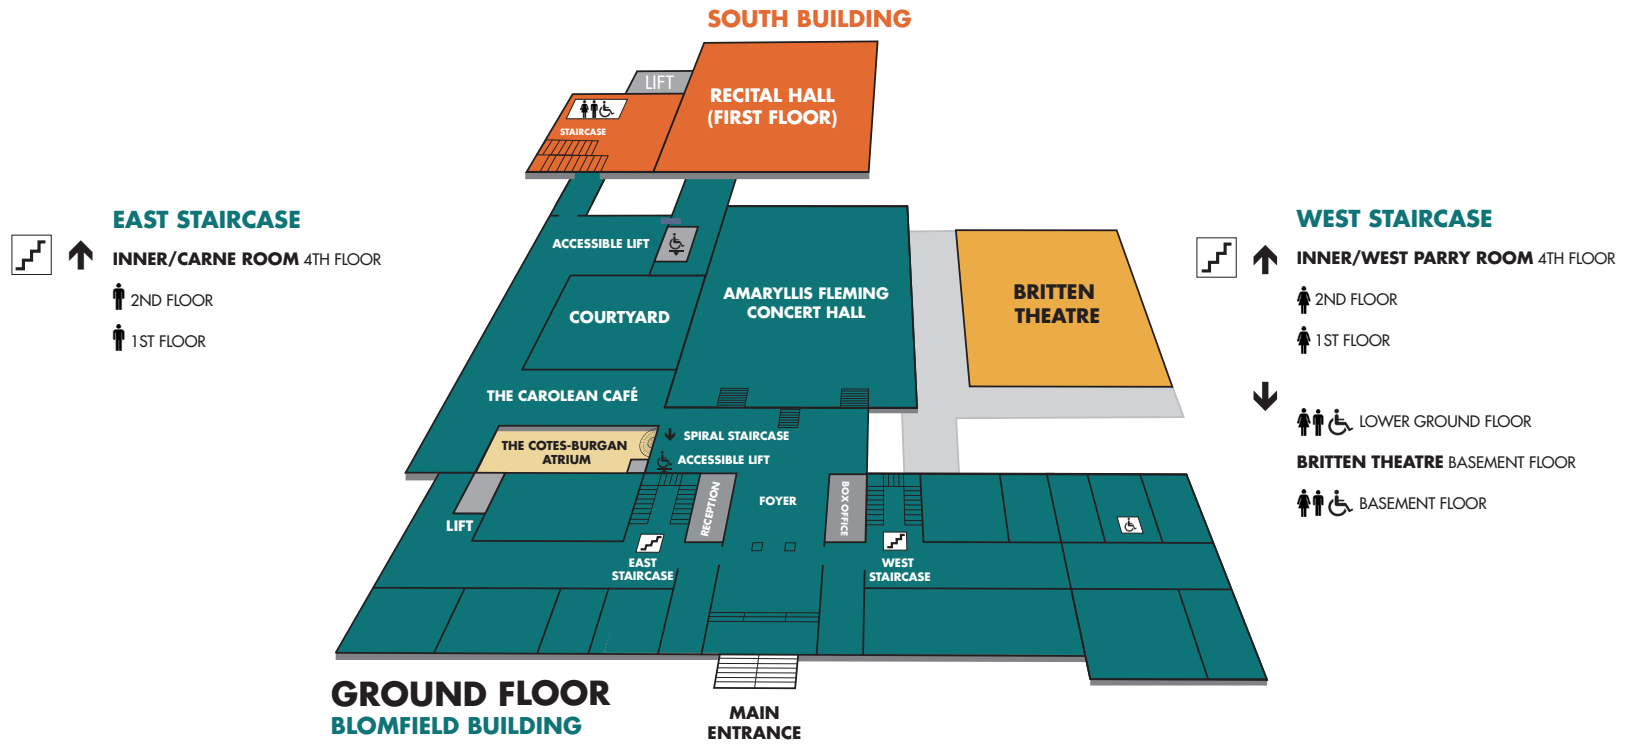 SOUTH BUILDING
LIFT
RECITAL HALL
(FIRST FLOOR)
STAIRCASE
EAST STAIRCASE
INNER/CARNE ROOM 4TH FLOOR
2ND FLOOR
1ST FLOOR
WEST STAIRCASE
INNER/WEST PARRY ROOM 4TH FLOOR
2ND FLOOR
1ST FLOOR
LOWER GROUND FLOOR
BRITTEN THEATRE BASEMENT FLOOR
BASEMENT FLOOR
ACCESSIBLE LIFT
COURTYARD
AMARYLLIS FLEMING
CONCERT HALL
BRITTEN
THEATRE
THE CAROLEAN CAFÉ
THE COTES-BURGAN
ATRIUM
SPIRAL STAIRCASE
ACCESSIBLE LIFT
RECEPTION
FOYER
BOX OFFICE
LIFT
EAST
STAIRCASE
WEST
STAIRCASE
GROUND FLOOR
BLOMFIELD BUILDING
MAIN
ENTRANCE